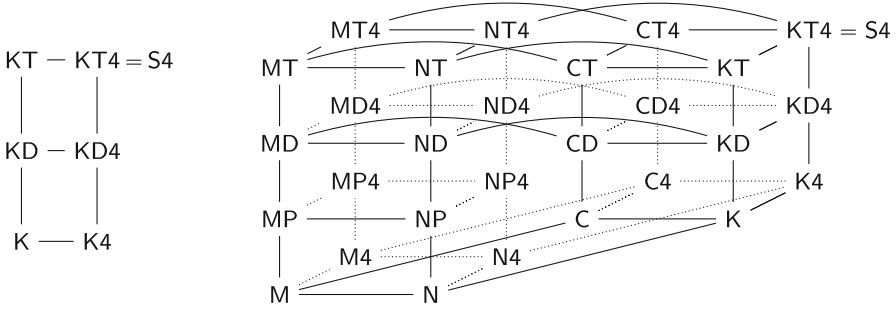 MT4 NT4 CT4 KT4 = S4
KT KT4 = S4 MT NT CT KT
MD4 ND4 CD4 KD4
KD KD4 MD ND CD KD
MP4 NP4 C4 K4
MP NP C K
K K4
M4 N4
M N